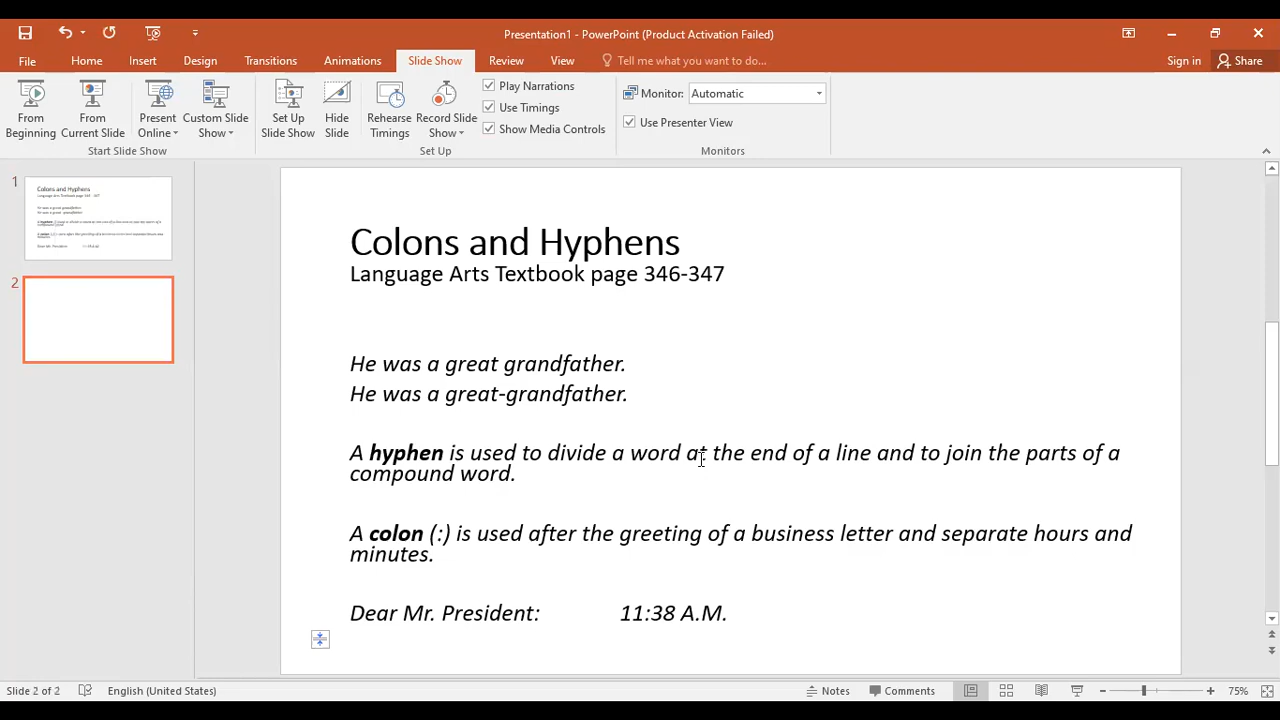 Presentation1 - PowerPoint (Product Activation Failed)
File Home Insert Design Transitions Animations Slide Show Review View Tell me what you want to do... Sign in Share
From Beginning
From Current Slide
Present Online
Custom Slide Show
Start Slide Show
Set Up Slide Show
Hide Slide
Rehearse Timings
Record Slide Show
Play Narrations
Use Timings
Show Media Controls
Set Up
Monitor: Automatic
Use Presenter View
Monitors
1
2
Colons and Hyphens
Language Arts Textbook page 346-347
He was a great grandfather.
He was a great-grandfather.
A hyphen is used to divide a word at the end of a line and to join the parts of a
compound word.
A colon (:) is used after the greeting of a business letter and separate hours and
minutes.
Dear Mr. President: 11:38 A.M.
Slide 2 of 2 English (United States) Notes Comments 75%